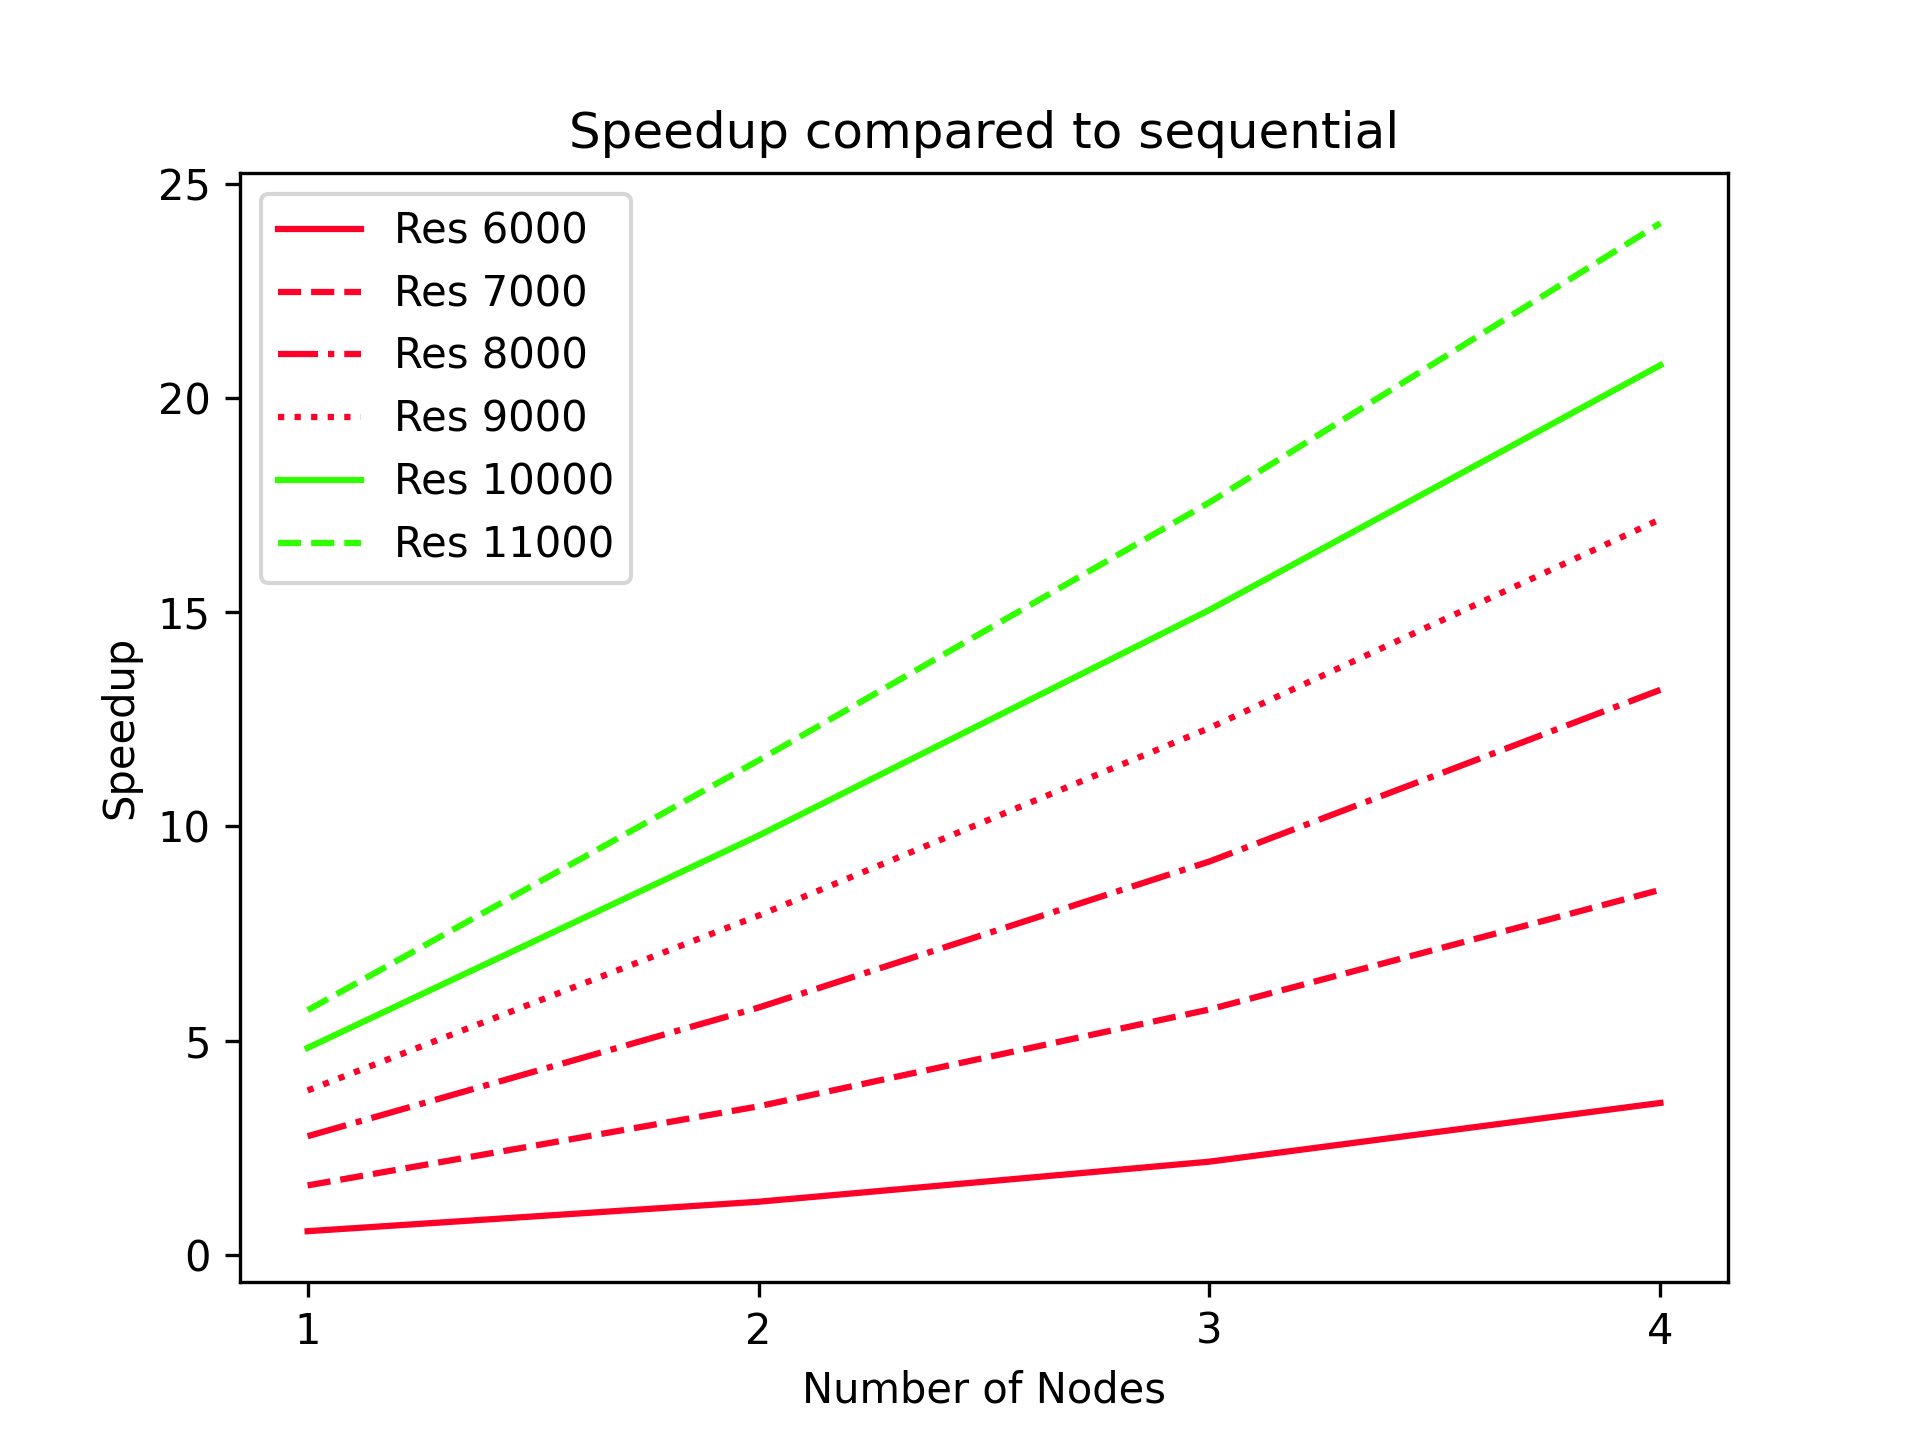 Speedup compared to sequential
25
20
15
10
5
0
Speedup
Res 6000
Res 7000
Res 8000
Res 9000
Res 10000
Res 11000
1 2 3 4
Number of Nodes